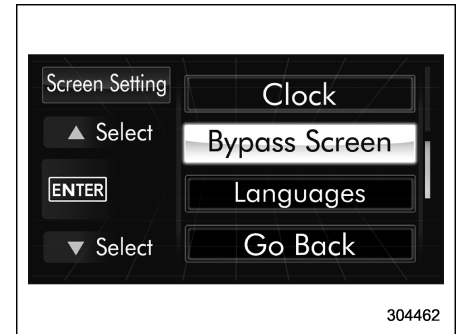 Screen Setting
▲ Select
ENTER
▼ Select
Clock
Bypass Screen
Languages
Go Back
304462